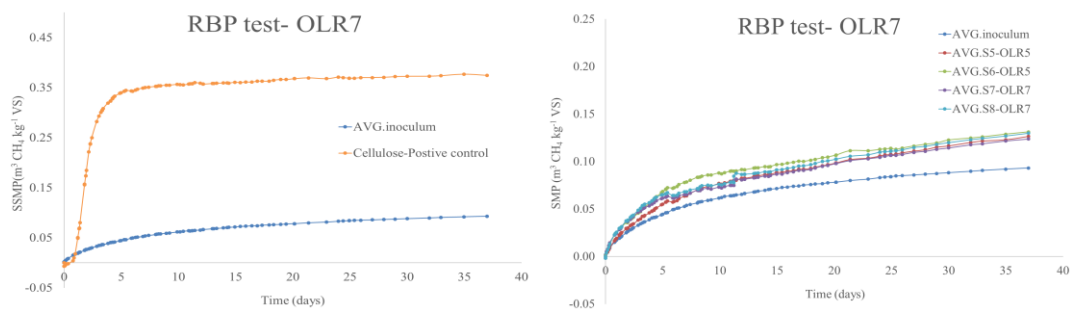 RBP test- OLR7
SSMP(m³ CH₄ kg⁻¹ VS)
0.45
0.35
0.25
0.15
0.05
-0.05
0
5
10
15
20
25
30
35
40
Time (days)
AVG.inoculum
Cellulose-Postive control
RBP test- OLR7
SMP (m³ CH₄ kg⁻¹ VS)
0.30
0.25
0.20
0.15
0.10
0.05
0.00
-0.05
0
5
10
15
20
25
30
35
40
Time (days)
AVG.inoculum
AVG.S5-OLR5
AVG.S6-OLR5
AVG.S7-OLR7
AVG.S8-OLR7